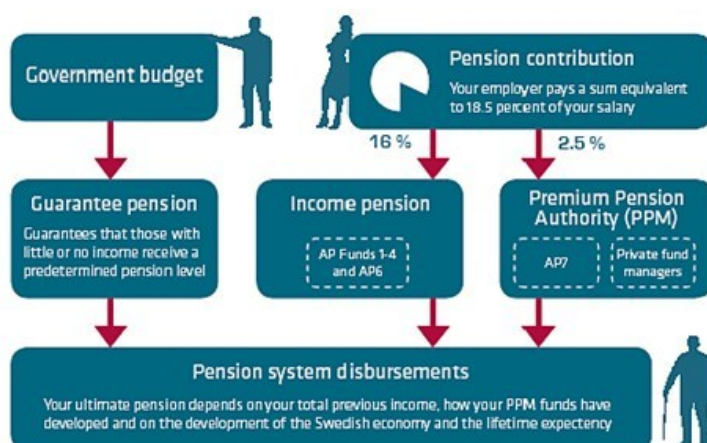 Government budget
Pension contribution
Your employer pays a sum equivalent
to 18.5 percent of your salary
16 %
2.5 %
Guarantee pension
Guarantees that those with
little or no income receive a
predetermined pension level
Income pension
AP Funds 1-4
and AP6
Premium Pension
Authority (PPM)
AP7
Private fund
managers
Pension system disbursements
Your ultimate pension depends on your total previous income, how your PPM funds have
developed and on the development of the Swedish economy and the lifetime expectency